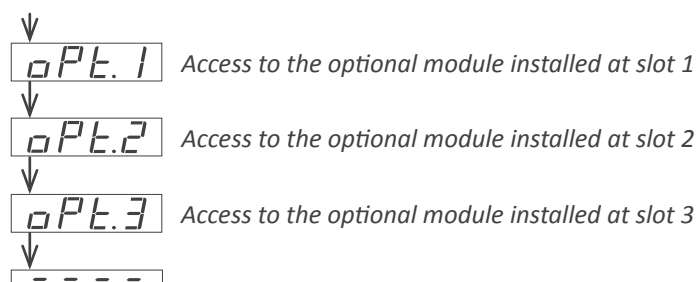 oPt.1 Access to the optional module installed at slot 1
oPt.2 Access to the optional module installed at slot 2
oPt.3 Access to the optional module installed at slot 3